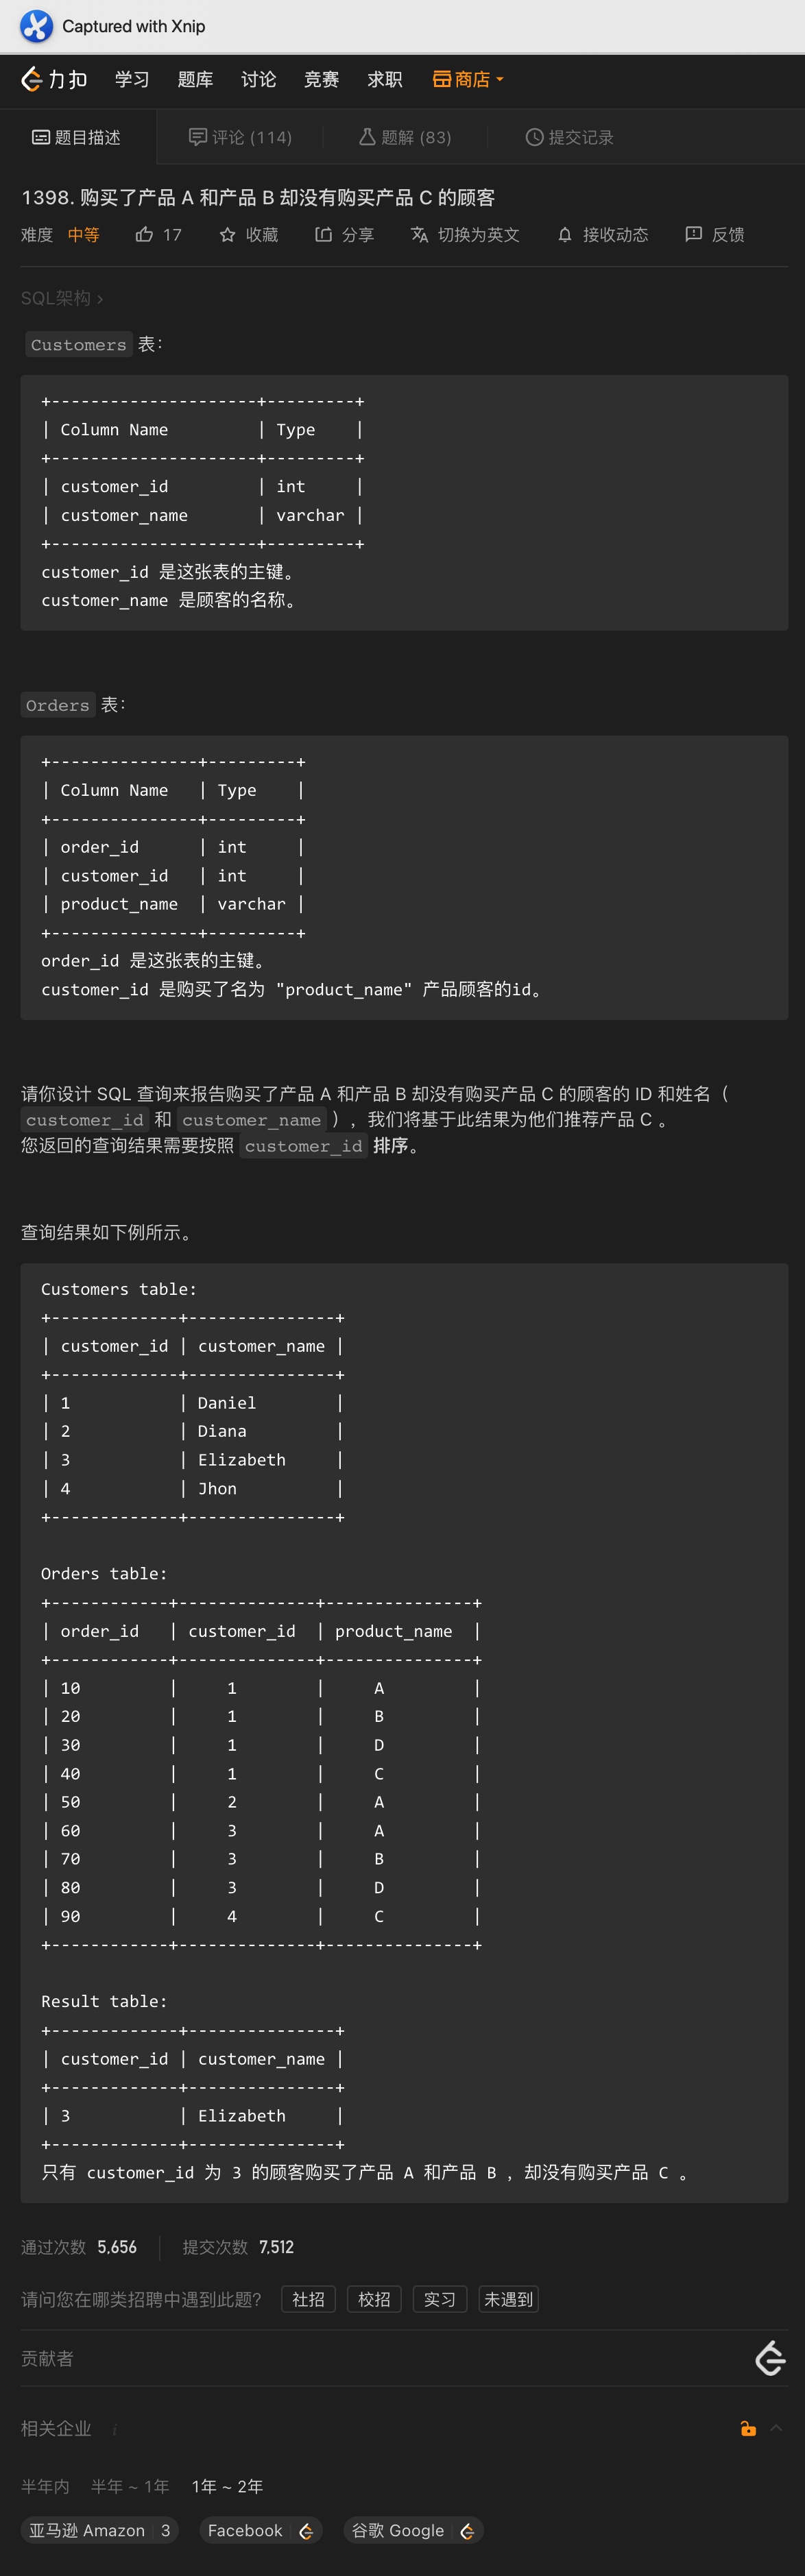 Captured with Xnip
力扣 学习 题库 讨论 竞赛 求职 商店
题目描述 评论 (114) 题解 (83) 提交记录
1398. 购买了产品 A 和产品 B 却没有购买产品 C 的顾客
难度 中等 17 收藏 分享 切换为英文 接收动态 反馈
SQL架构 ›
Customers 表：
+---------------------+---------+
| Column Name         | Type    |
+---------------------+---------+
| customer_id         | int     |
| customer_name       | varchar |
+---------------------+---------+
customer_id 是这张表的主键。
customer_name 是顾客的名称。
Orders 表：
+---------------+---------+
| Column Name   | Type    |
+---------------+---------+
| order_id      | int     |
| customer_id   | int     |
| product_name  | varchar |
+---------------+---------+
order_id 是这张表的主键。
customer_id 是购买了名为 "product_name" 产品顾客的id。
请你设计 SQL 查询来报告购买了产品 A 和产品 B 却没有购买产品 C 的顾客的 ID 和姓名（
customer_id 和 customer_name ），我们将基于此结果为他们推荐产品 C 。
您返回的查询结果需要按照 customer_id 排序。
查询结果如下例所示。
Customers table:
+-------------+---------------+
| customer_id | customer_name |
+-------------+---------------+
| 1           | Daniel        |
| 2           | Diana         |
| 3           | Elizabeth     |
| 4           | Jhon          |
+-------------+---------------+
Orders table:
+------------+--------------+---------------+
| order_id   | customer_id  | product_name  |
+------------+--------------+---------------+
| 10         |     1        |     A         |
| 20         |     1        |     B         |
| 30         |     1        |     D         |
| 40         |     1        |     C         |
| 50         |     2        |     A         |
| 60         |     3        |     A         |
| 70         |     3        |     B         |
| 80         |     3        |     D         |
| 90         |     4        |     C         |
+------------+--------------+---------------+
Result table:
+-------------+---------------+
| customer_id | customer_name |
+-------------+---------------+
| 3           | Elizabeth     |
+-------------+---------------+
只有 customer_id 为 3 的顾客购买了产品 A 和产品 B ，却没有购买产品 C 。
通过次数 5,656 提交次数 7,512
请问您在哪类招聘中遇到此题? 社招 校招 实习 未遇到
贡献者
相关企业 i
半年内 半年 ~ 1年 1年 ~ 2年
亚马逊 Amazon 3 Facebook 谷歌 Google